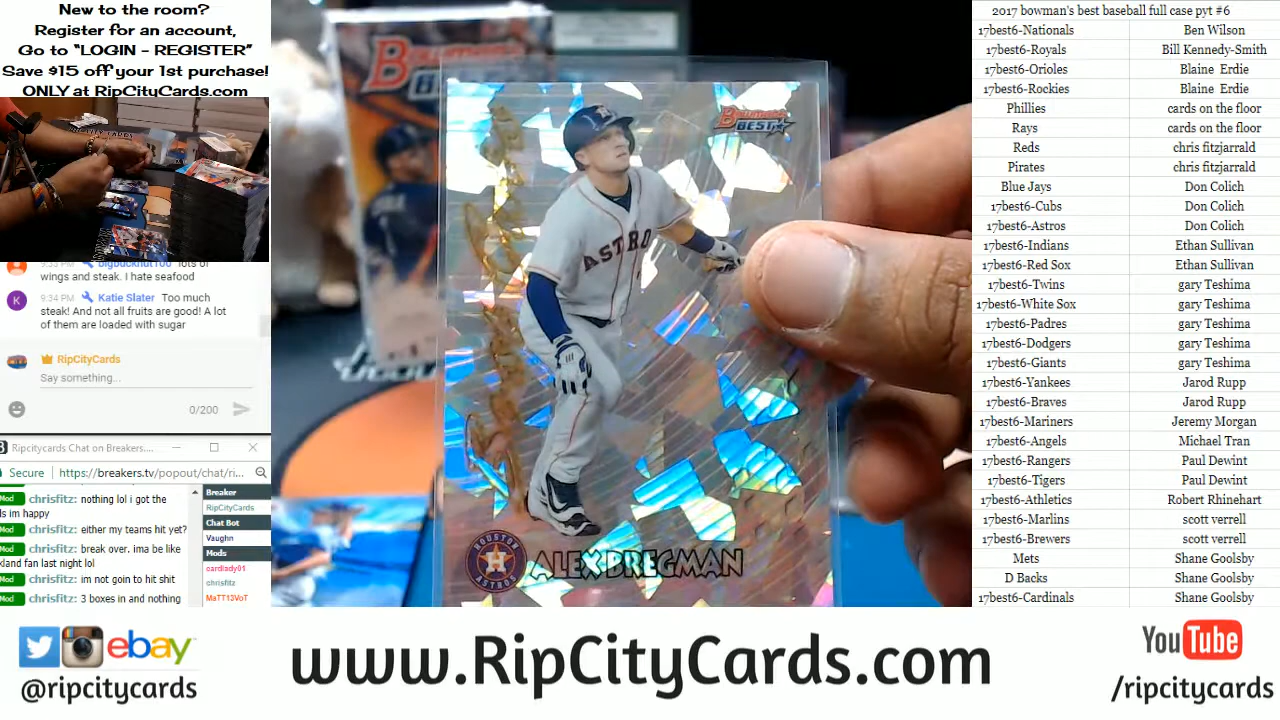 New to the room?
Register for an account,
Go to "LOGIN - REGISTER"
Save $15 off your 1st purchase!
ONLY at RipCityCards.com
9:33 PM bigbucknut100 lots of
wings and steak. I hate seafood
K
9:34 PM Katie Slater Too much
steak! And not all fruits are good! A lot
of them are loaded with sugar
RipCityCards
Say something...
0/200
Ripcitycards Chat on Breakers....
Secure https://breakers.tv/popout/chat/ri...
Mod chrisfitz: nothing lol i got the
ls im happy
Mod chrisfitz: either my teams hit yet?
Mod chrisfitz: break over. ima be like
kland fan last night lol
Mod chrisfitz: im not goin to hit shit
Mod chrisfitz: 3 boxes in and nothing
Breaker
RipCityCards
Chat Bot
Vaughn
Mods
cardlady01
chrisfitz
MaTT13VoT
BOWMAN'S
BEST
ASTRO
HOUSTON
ASTROS
ALEX BREGMAN
2017 bowman's best baseball full case pyt #6
17best6-Nationals Ben Wilson
17best6-Royals Bill Kennedy-Smith
17best6-Orioles Blaine Erdie
17best6-Rockies Blaine Erdie
Phillies cards on the floor
Rays cards on the floor
Reds chris fitzjarrald
Pirates chris fitzjarrald
Blue Jays Don Colich
17best6-Cubs Don Colich
17best6-Astros Don Colich
17best6-Indians Ethan Sullivan
17best6-Red Sox Ethan Sullivan
17best6-Twins gary Teshima
17best6-White Sox gary Teshima
17best6-Padres gary Teshima
17best6-Dodgers gary Teshima
17best6-Giants gary Teshima
17best6-Yankees Jarod Rupp
17best6-Braves Jarod Rupp
17best6-Mariners Jeremy Morgan
17best6-Angels Michael Tran
17best6-Rangers Paul Dewint
17best6-Tigers Paul Dewint
17best6-Athletics Robert Rhinehart
17best6-Marlins scott verrell
17best6-Brewers scott verrell
Mets Shane Goolsby
D Backs Shane Goolsby
17best6-Cardinals Shane Goolsby
ebay
@ripcitycards
www.RipCityCards.com
YouTube
/ripcitycards